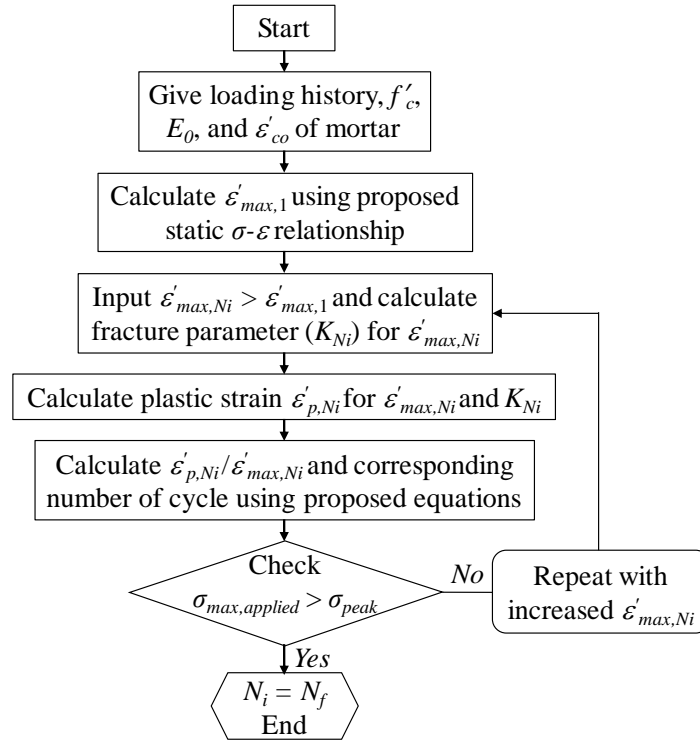 Start
Give loading history, f′c,
E0, and ε′co of mortar
Calculate ε′max,1 using proposed
static σ-ε relationship
Input ε′max,Ni > ε′max,1 and calculate
fracture parameter (KNi) for ε′max,Ni
Calculate plastic strain ε′p,Ni for ε′max,Ni and KNi
Calculate ε′p,Ni/ε′max,Ni and corresponding
number of cycle using proposed equations
Check
σmax,applied > σpeak
No
Repeat with
increased ε′max,Ni
Yes
Ni = Nf
End